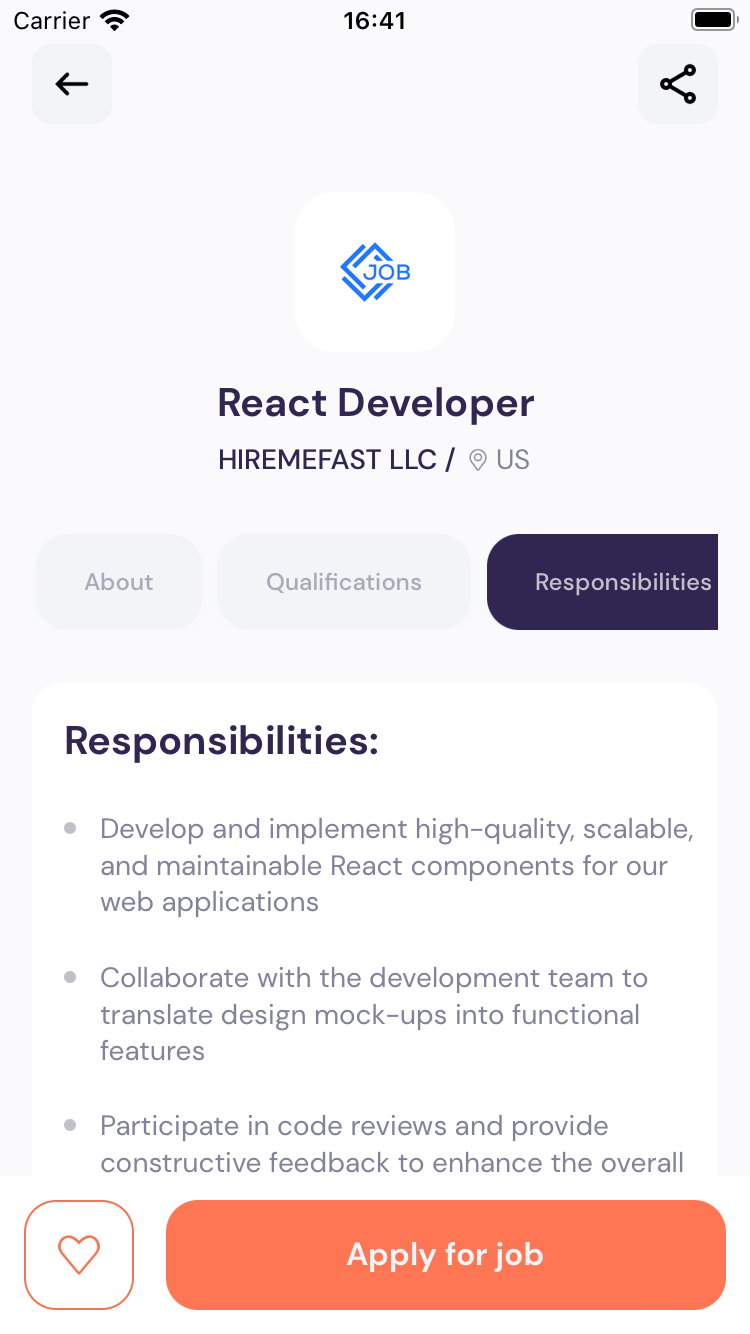 Carrier 16:41
JOB
React Developer
HIREMEFAST LLC / US
About Qualifications Responsibilities
Responsibilities:
Develop and implement high-quality, scalable,
and maintainable React components for our
web applications
Collaborate with the development team to
translate design mock-ups into functional
features
Participate in code reviews and provide
constructive feedback to enhance the overall
Apply for job